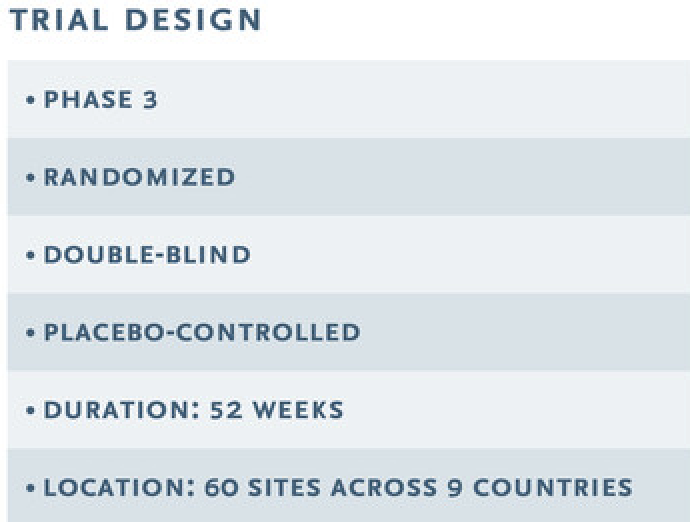 TRIAL DESIGN
• PHASE 3
• RANDOMIZED
• DOUBLE-BLIND
• PLACEBO-CONTROLLED
• DURATION: 52 WEEKS
• LOCATION: 60 SITES ACROSS 9 COUNTRIES